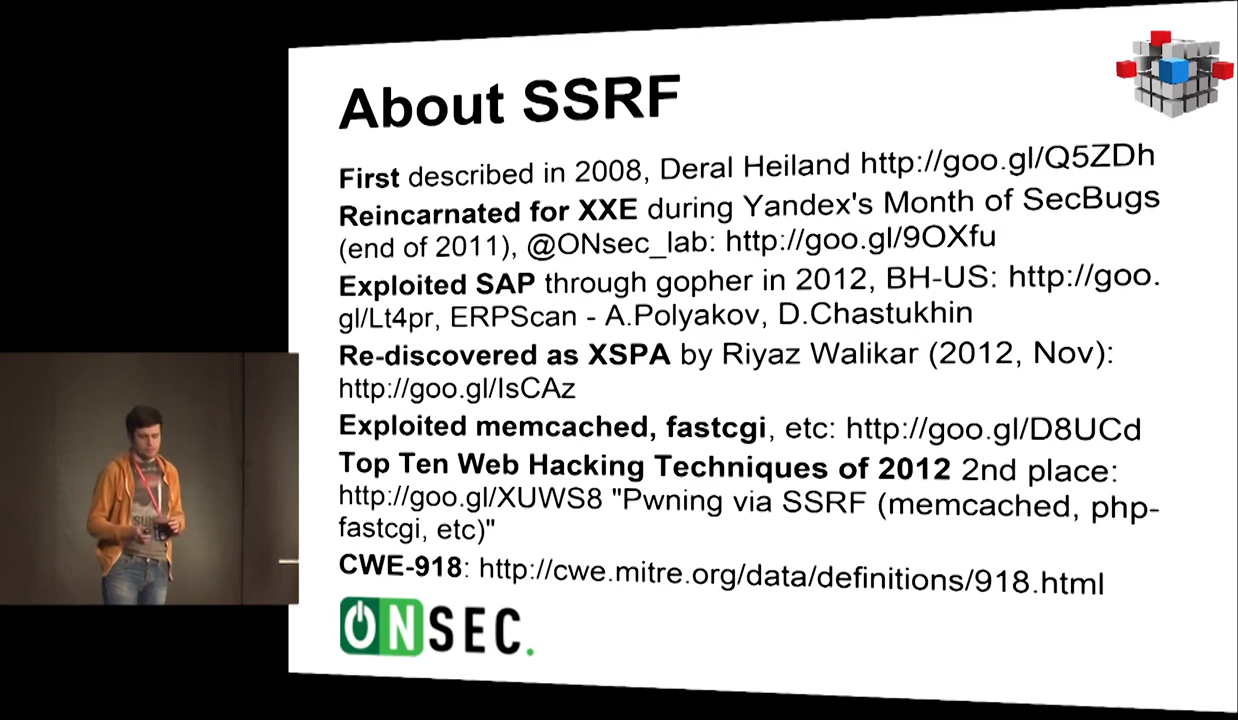 About SSRF
First described in 2008, Deral Heiland http://goo.gl/Q5ZDh
Reincarnated for XXE during Yandex's Month of SecBugs
(end of 2011), @ONsec_lab: http://goo.gl/9OXfu
Exploited SAP through gopher in 2012, BH-US: http://goo.
gl/Lt4pr, ERPScan - A.Polyakov, D.Chastukhin
Re-discovered as XSPA by Riyaz Walikar (2012, Nov):
http://goo.gl/IsCAz
Exploited memcached, fastcgi, etc: http://goo.gl/D8UCd
Top Ten Web Hacking Techniques of 2012 2nd place:
http://goo.gl/XUWS8 "Pwning via SSRF (memcached, php-
fastcgi, etc)"
CWE-918: http://cwe.mitre.org/data/definitions/918.html
ONSEC.